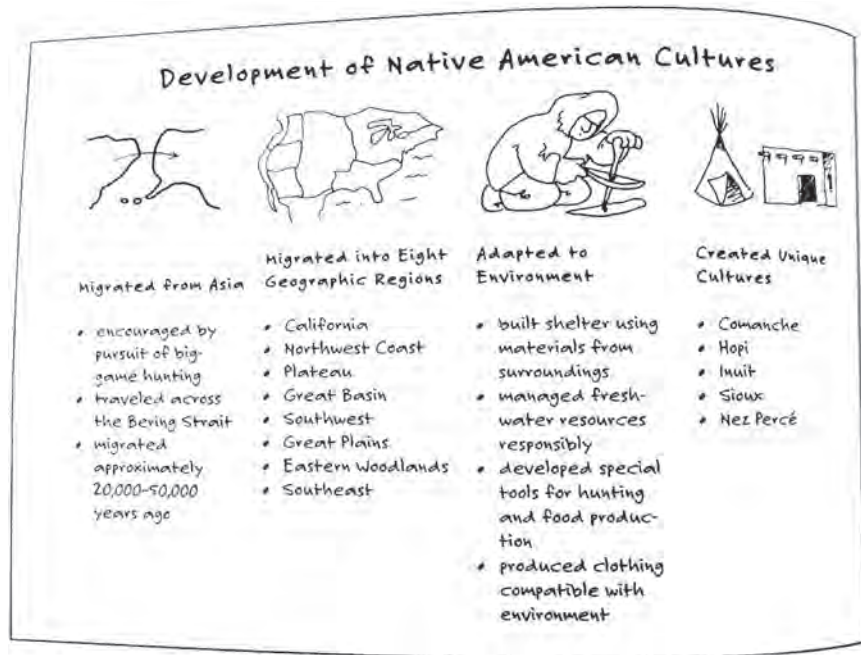 Development of Native American Cultures
Migrated from Asia
• encouraged by
pursuit of big-
game hunting
• traveled across
the Bering Strait
• migrated
approximately
20,000-50,000
years ago
Migrated into Eight
Geographic Regions
• California
• Northwest Coast
• Plateau
• Great Basin
• Southwest
• Great Plains
• Eastern Woodlands
• Southeast
Adapted to
Environment
• built shelter using
materials from
surroundings
• managed fresh-
water resources
responsibly
• developed special
tools for hunting
and food produc-
tion
• produced clothing
compatible with
environment
Created Unique
Cultures
• Comanche
• Hopi
• Inuit
• Sioux
• Nez Percé